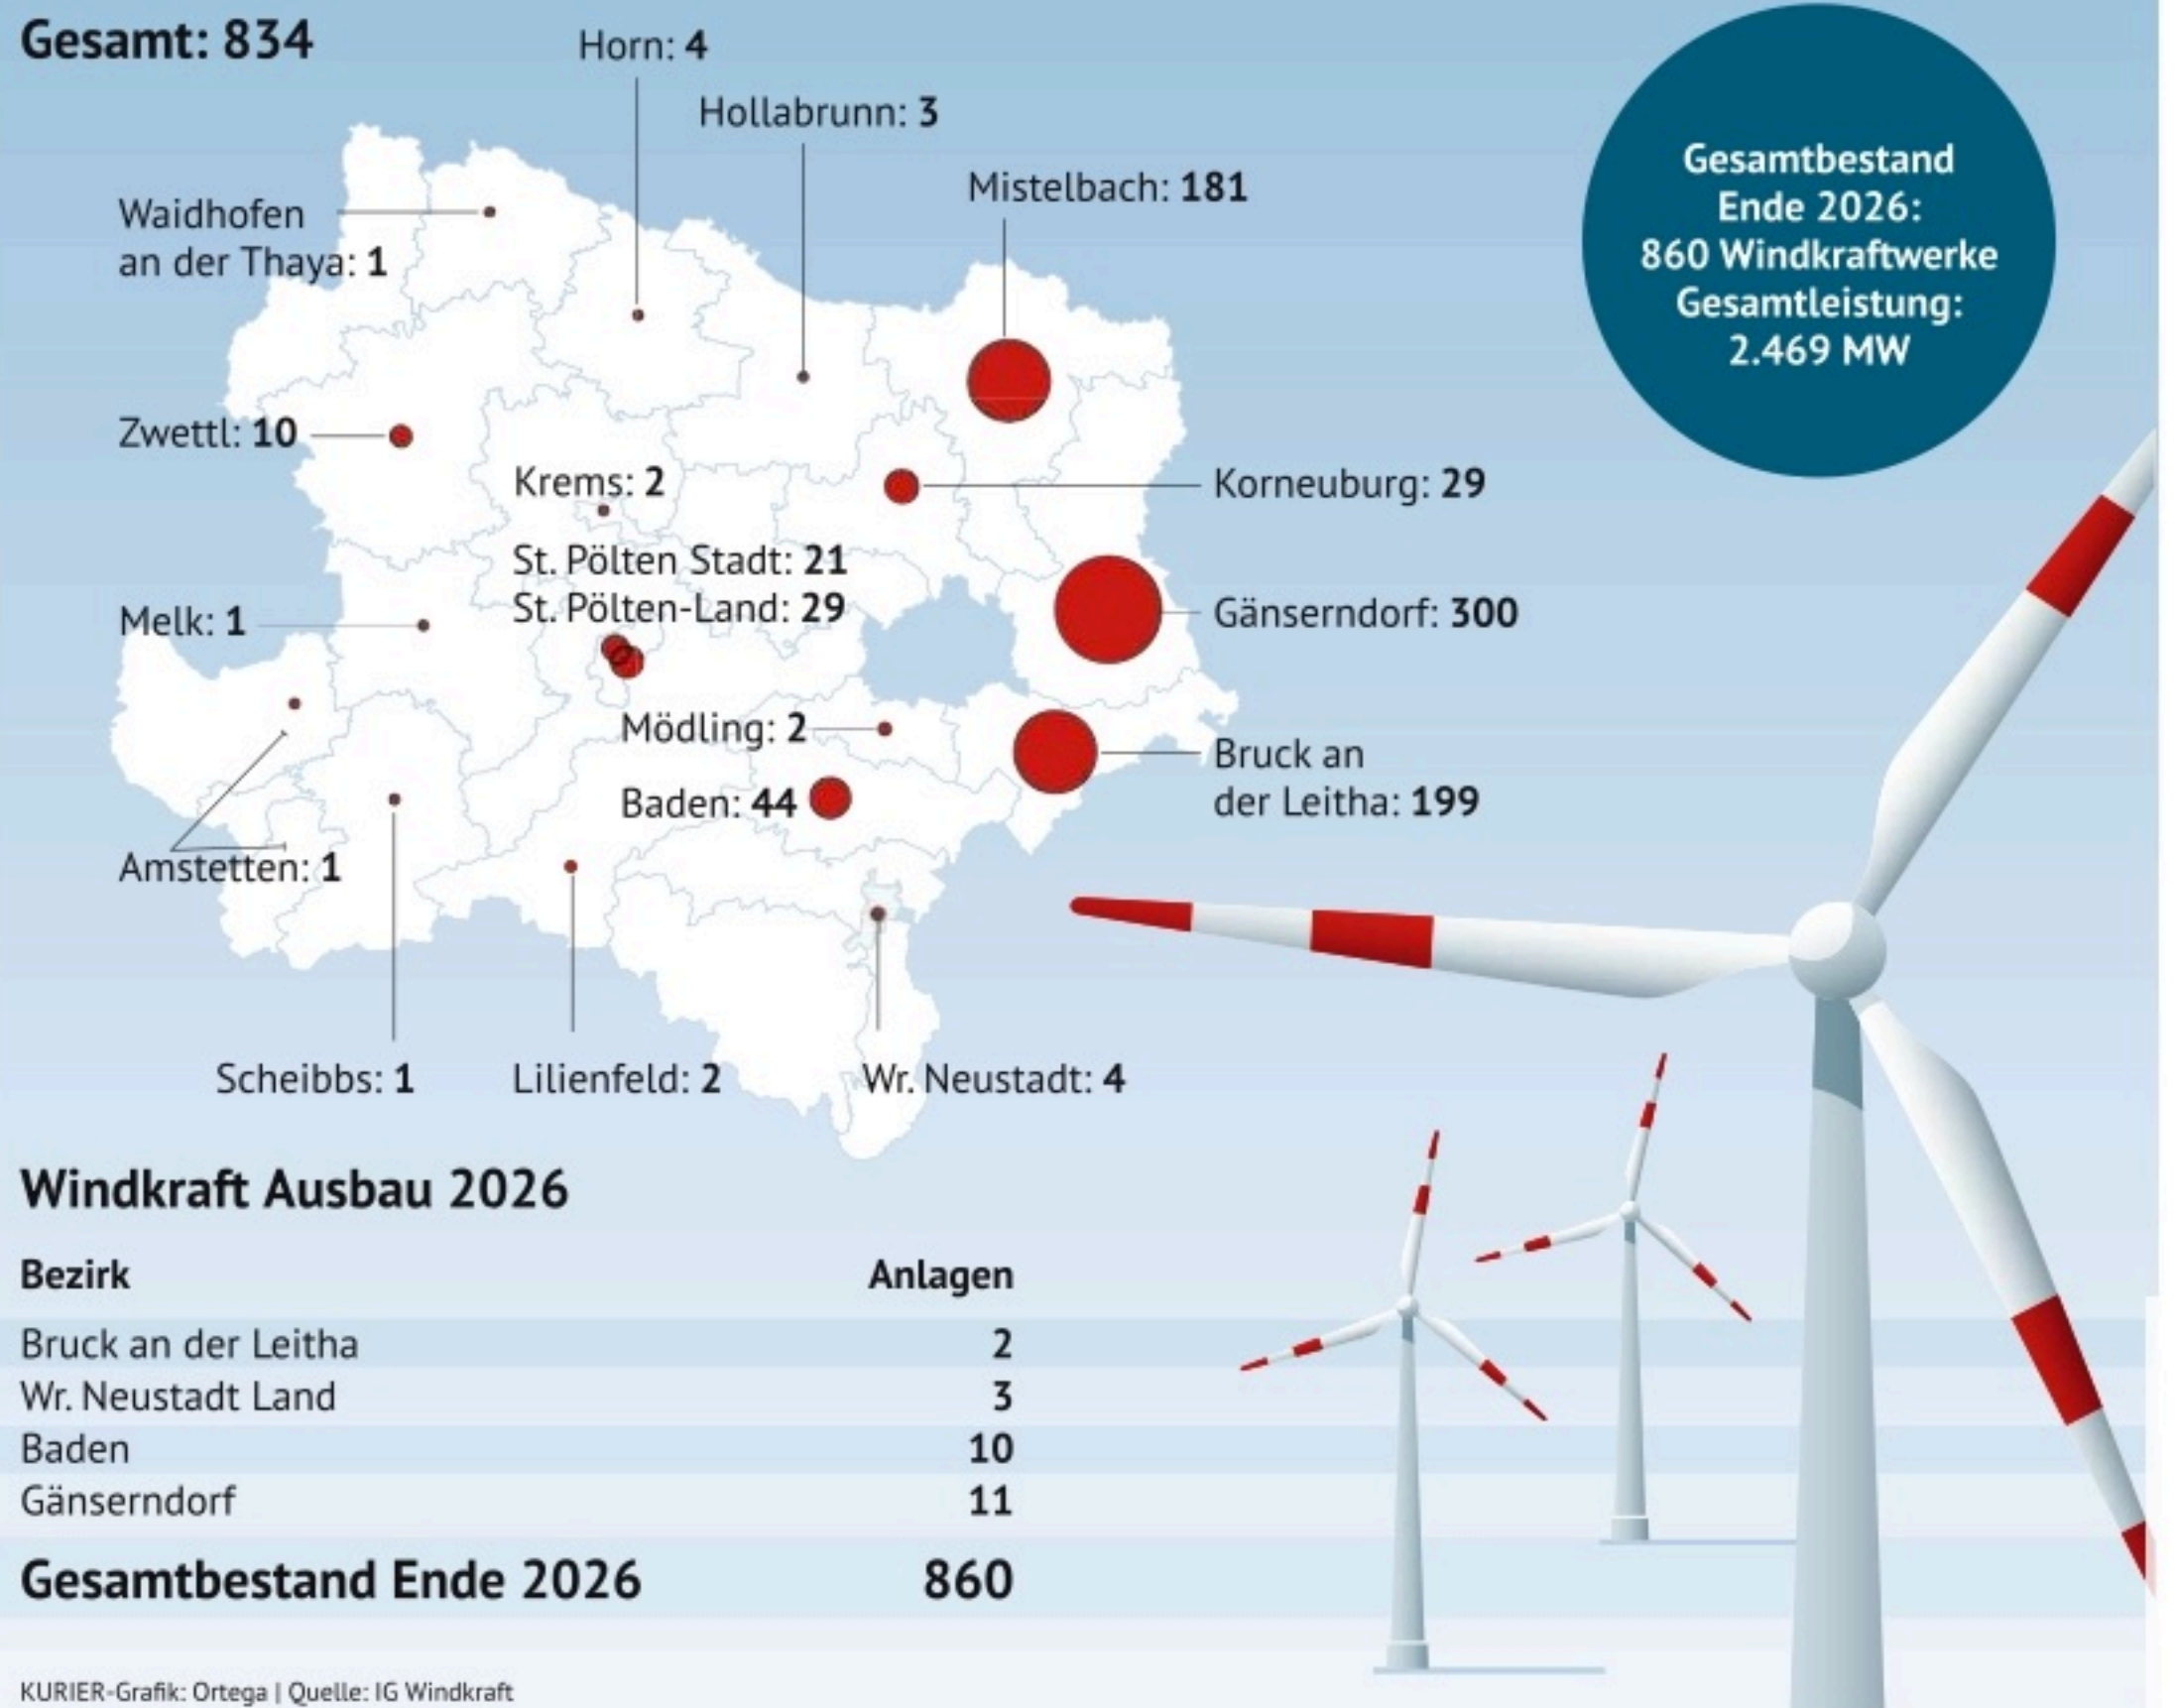 Gesamt: 834
Horn: 4
Hollabrunn: 3
Mistelbach: 181
Waidhofen
an der Thaya: 1
Zwettl: 10
Krems: 2
Korneuburg: 29
St. Pölten Stadt: 21
St. Pölten-Land: 29
Gänserndorf: 300
Melk: 1
Mödling: 2
Bruck an
der Leitha: 199
Baden: 44
Amstetten: 1
Scheibbs: 1
Lilienfeld: 2
Wr. Neustadt: 4
Gesamtbestand
Ende 2026:
860 Windkraftwerke
Gesamtleistung:
2.469 MW
Windkraft Ausbau 2026
Bezirk Anlagen
Bruck an der Leitha 2
Wr. Neustadt Land 3
Baden 10
Gänserndorf 11
Gesamtbestand Ende 2026 860
KURIER-Grafik: Ortega | Quelle: IG Windkraft